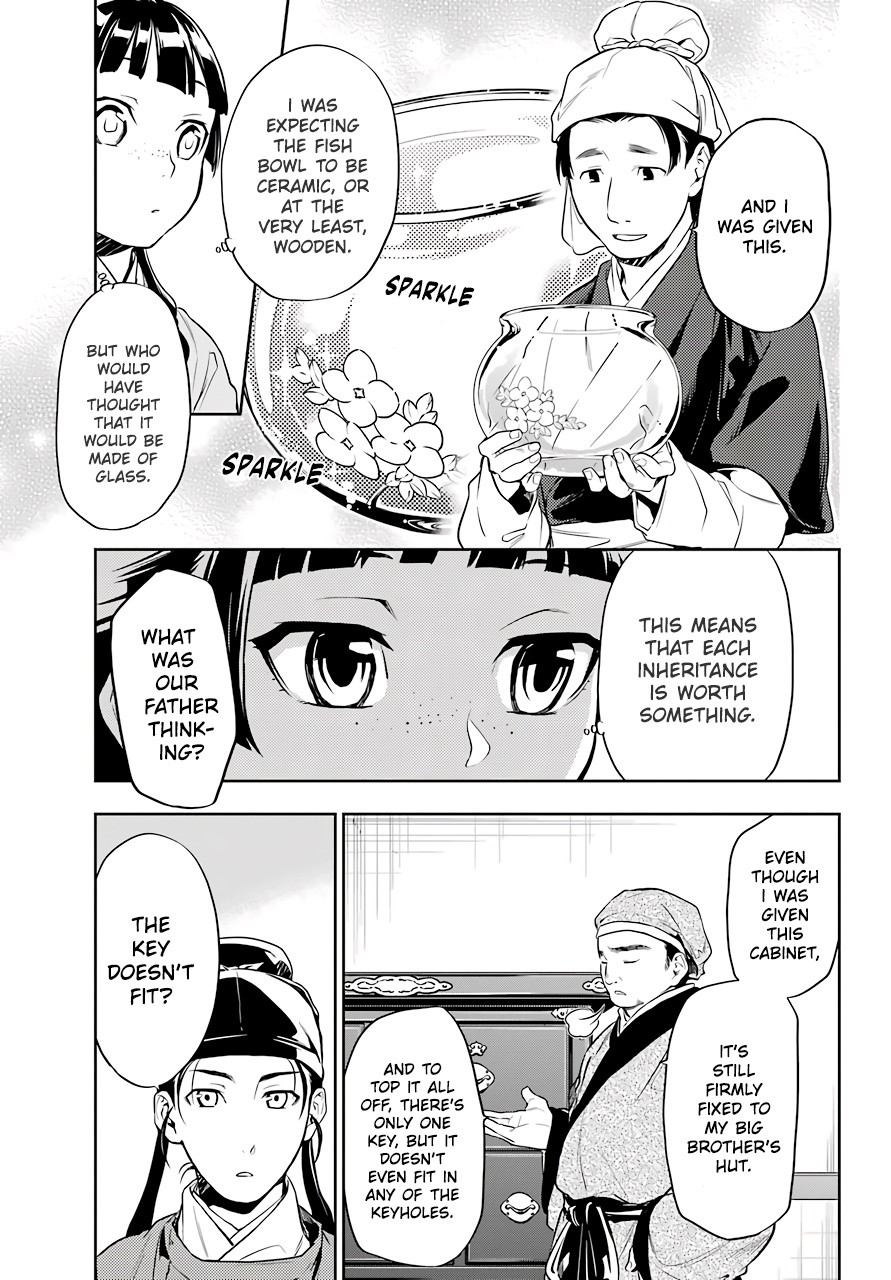 AND I
WAS GIVEN
THIS.
SPARKLE
I WAS
EXPECTING
THE FISH
BOWL TO BE
CERAMIC, OR
AT THE
VERY LEAST,
WOODEN.
SPARKLE
BUT WHO
WOULD
HAVE
THOUGHT
THAT IT
WOULD BE
MADE OF
GLASS.
THIS MEANS
THAT EACH
INHERITANCE
IS WORTH
SOMETHING.
WHAT
WAS
OUR
FATHER
THINK-
ING?
EVEN
THOUGH
I WAS
GIVEN
THIS
CABINET,
IT'S
STILL
FIRMLY
FIXED TO
MY BIG
BROTHER'S
HUT.
AND TO
TOP IT ALL
OFF, THERE'S
ONLY ONE
KEY, BUT IT
DOESN'T
EVEN FIT IN
ANY OF THE
KEYHOLES.
THE
KEY
DOESN'T
FIT?